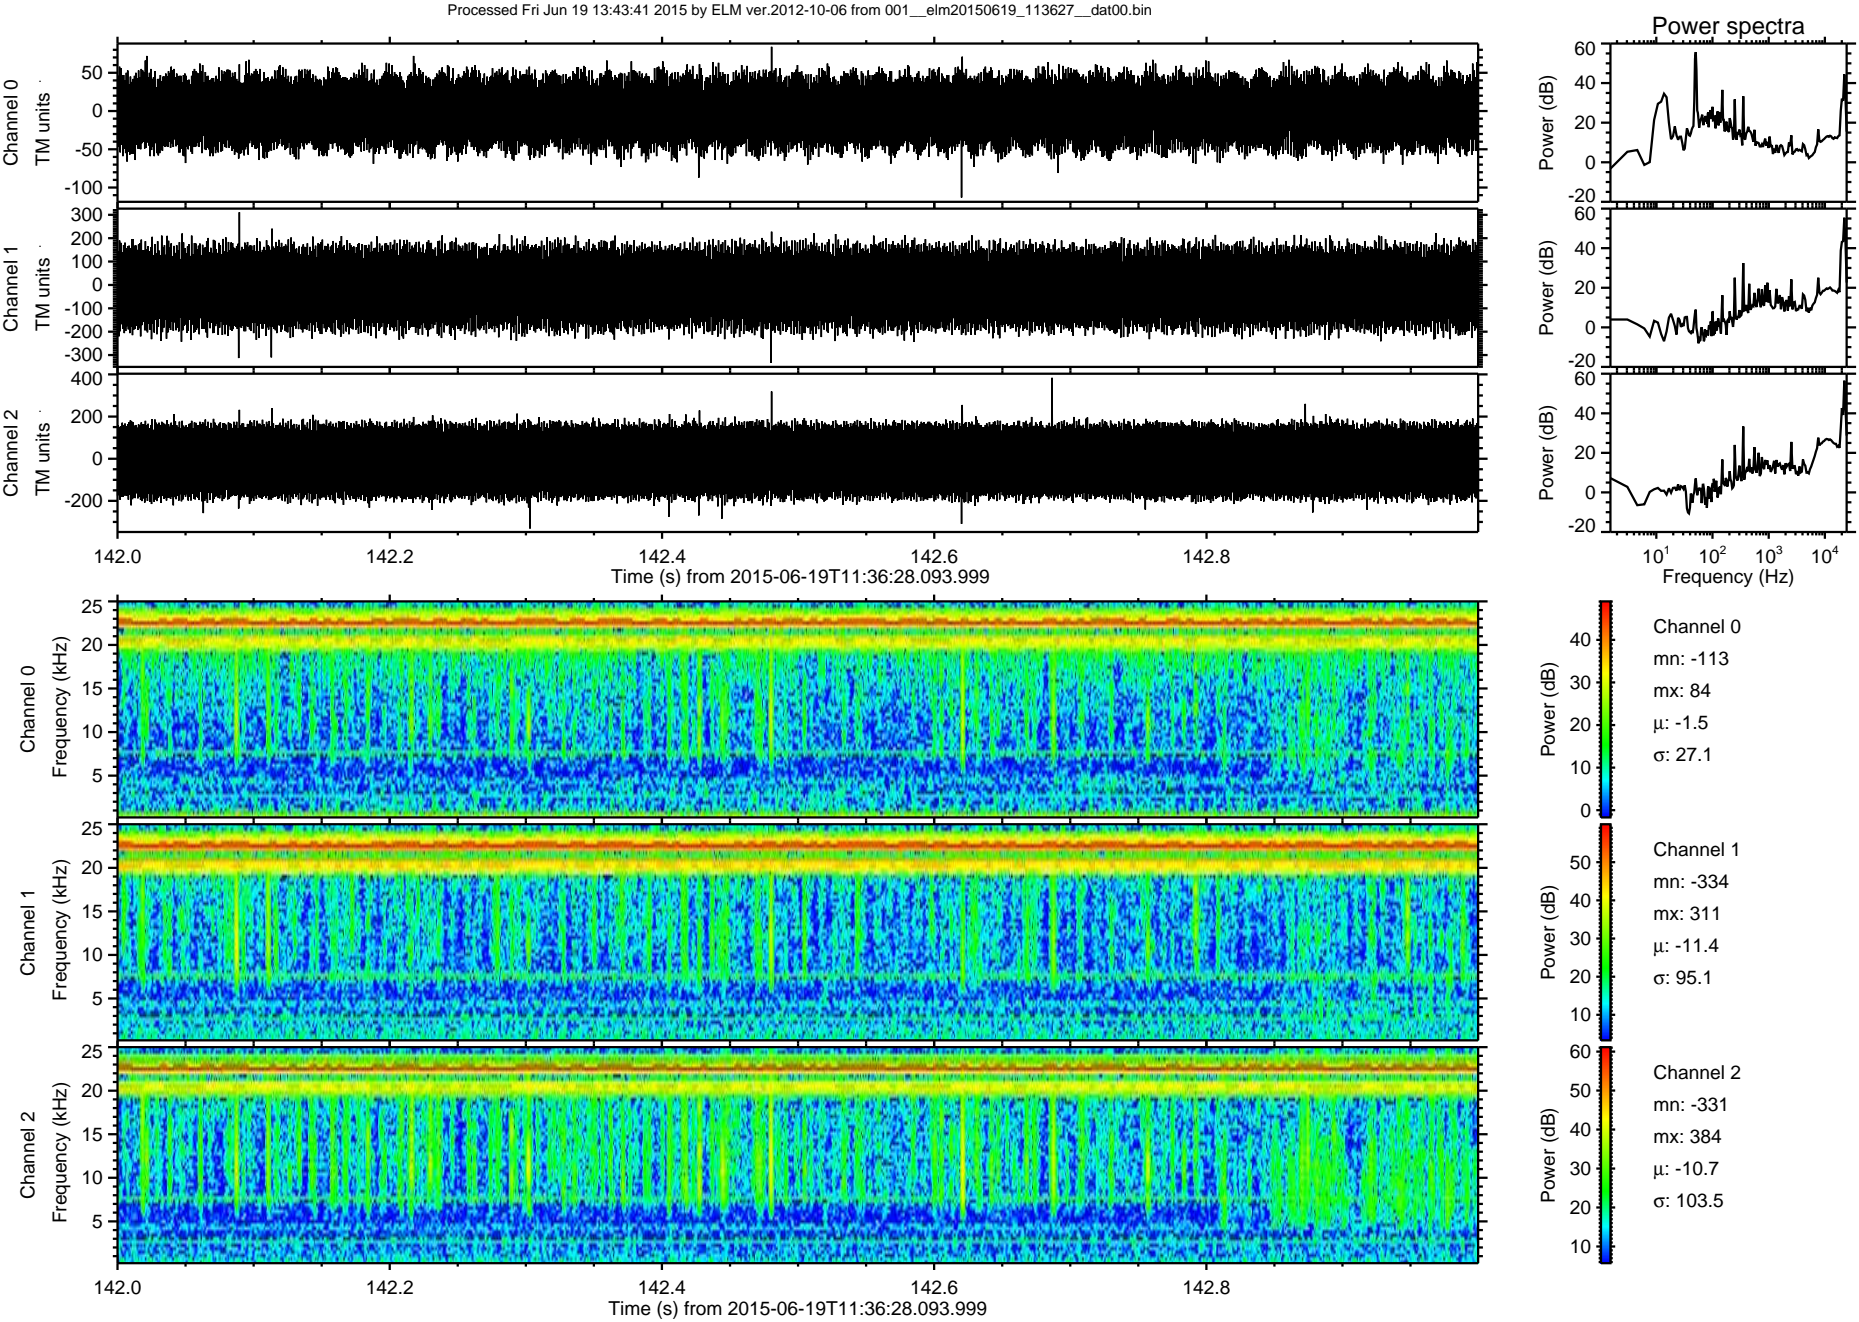 Processed Fri Jun 19 13:43:41 2015 by ELM ver.2012-10-06 from 001__elm20150619_113627__dat00.bin
Power spectra
Channel 0
TM units
50
0
-50
-100
Power (dB)
60
40
20
0
-20
Channel 1
TM units
300
200
100
0
-100
-200
-300
Power (dB)
60
40
20
0
-20
Channel 2
TM units
400
200
0
-200
Power (dB)
60
40
20
0
-20
142.0 142.2 142.4 142.6 142.8
Time (s) from 2015-06-19T11:36:28.093.999
10^1 10^2 10^3 10^4
Frequency (Hz)
Channel 0
Frequency (kHz)
25
20
15
10
5
Power (dB)
40
30
20
10
0
Channel 0
mn: -113
mx: 84
μ: -1.5
σ: 27.1
Channel 1
Frequency (kHz)
25
20
15
10
5
Power (dB)
50
40
30
20
10
Channel 1
mn: -334
mx: 311
μ: -11.4
σ: 95.1
Channel 2
Frequency (kHz)
25
20
15
10
5
Power (dB)
60
50
40
30
20
10
Channel 2
mn: -331
mx: 384
μ: -10.7
σ: 103.5
142.0 142.2 142.4 142.6 142.8
Time (s) from 2015-06-19T11:36:28.093.999